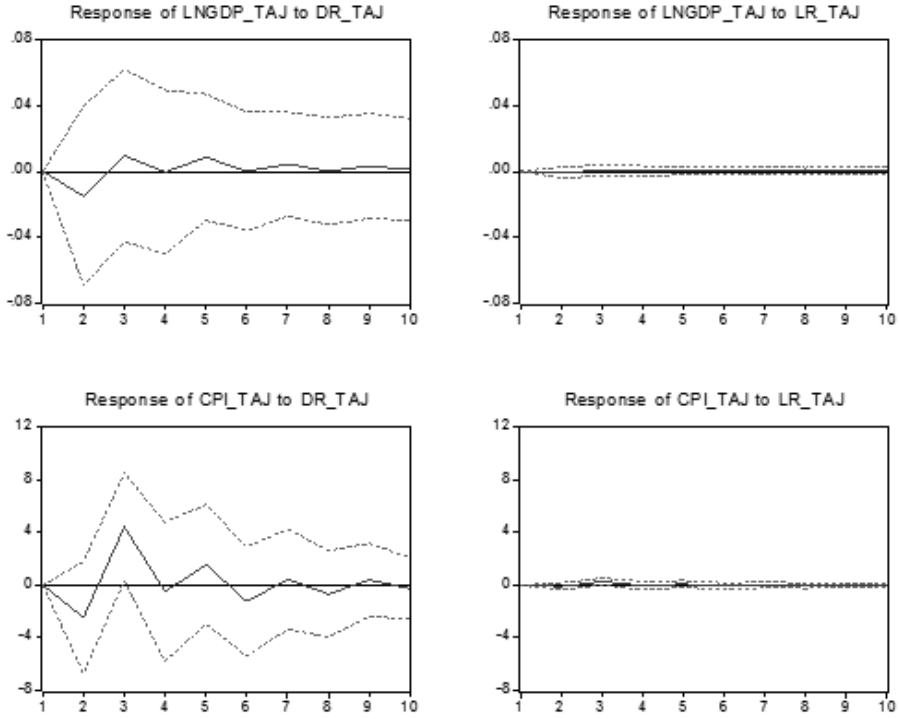 Response of LNGDP_TAJ to DR_TAJ
.08
.04
.00
-.04
-.08
1 2 3 4 5 6 7 8 9 10
Response of LNGDP_TAJ to LR_TAJ
.08
.04
.00
-.04
-.08
1 2 3 4 5 6 7 8 9 10
Response of CPI_TAJ to DR_TAJ
12
8
4
0
-4
-8
1 2 3 4 5 6 7 8 9 10
Response of CPI_TAJ to LR_TAJ
12
8
4
0
-4
-8
1 2 3 4 5 6 7 8 9 10